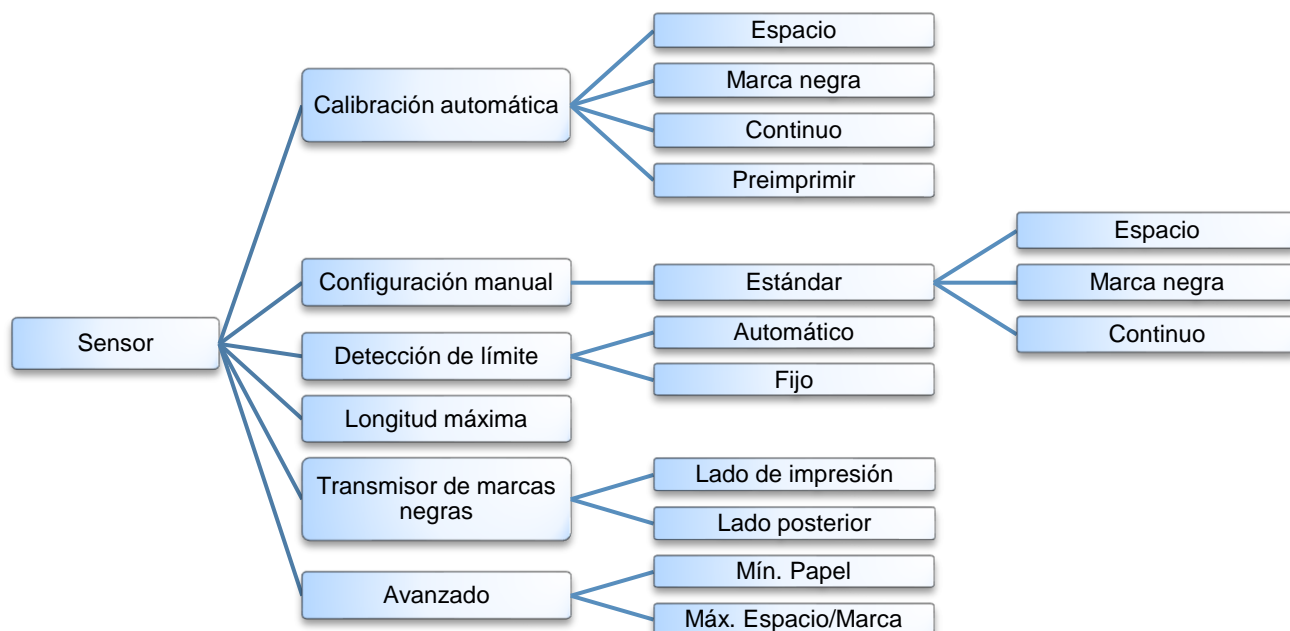 Sensor
Calibración automática
Espacio
Marca negra
Continuo
Preimprimir
Configuración manual
Estándar
Espacio
Marca negra
Continuo
Detección de límite
Automático
Fijo
Longitud máxima
Transmisor de marcas
negras
Lado de impresión
Lado posterior
Avanzado
Mín. Papel
Máx. Espacio/Marca